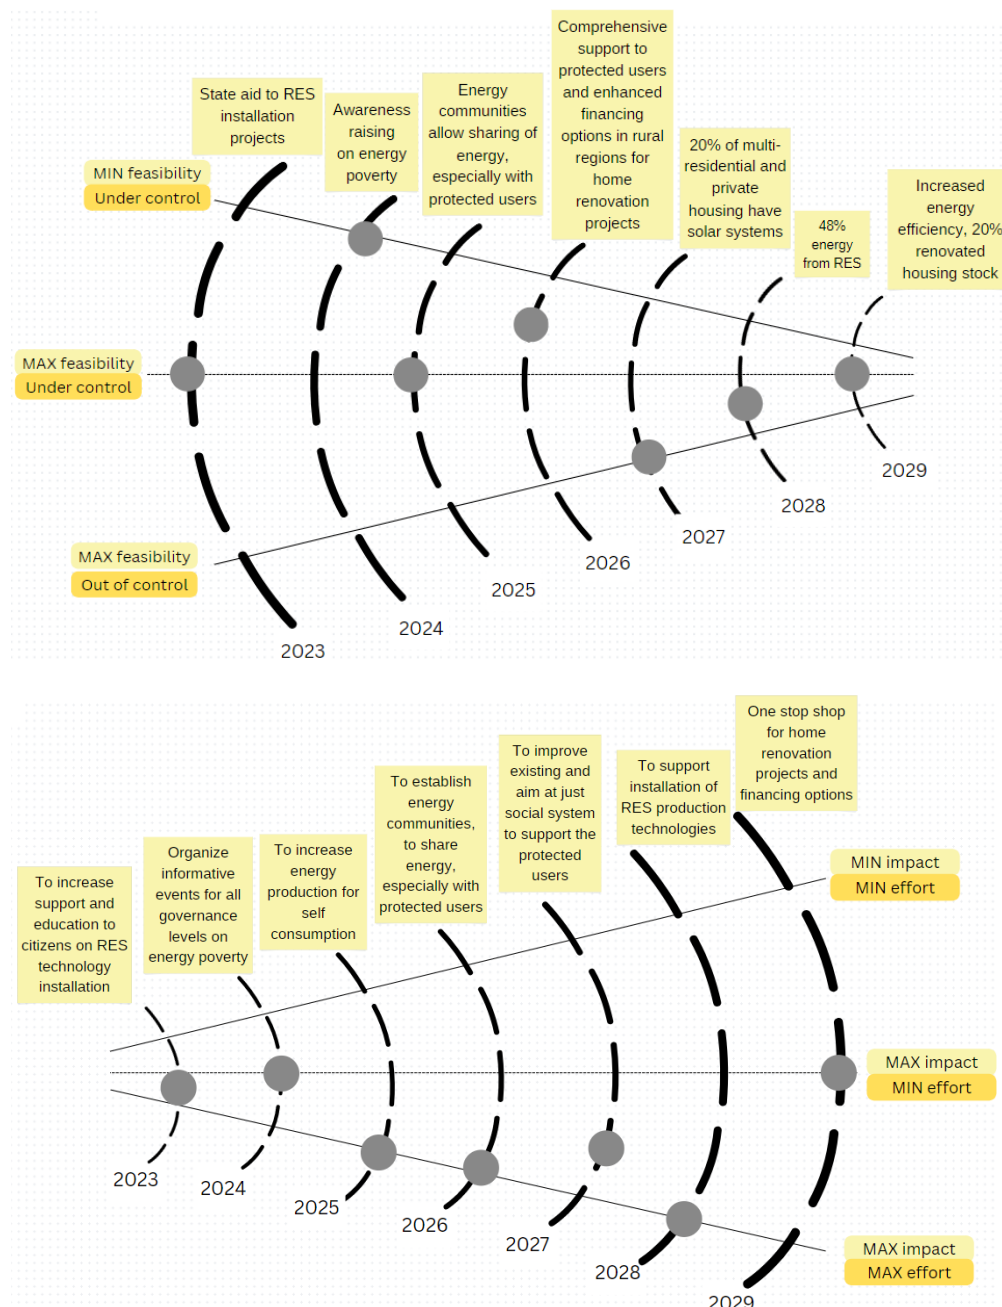 State aid to RES
installation
projects
Awareness
raising
on energy
poverty
Energy
communities
allow sharing of
energy,
especially with
protected users
Comprehensive
support to
protected users
and enhanced
financing
options in rural
regions for
home
renovation
projects
20% of multi-
residential and
private
housing have
solar systems
48%
energy
from RES
Increased
energy
efficiency, 20%
renovated
housing stock
MIN feasibility
Under control
MAX feasibility
Under control
MAX feasibility
Out of control
2023
2024
2025
2026
2027
2028
2029
To increase
support and
education to
citizens on RES
technology
installation
Organize
informative
events for all
governance
levels on
energy poverty
To increase
energy
production for
self
consumption
To establish
energy
communities,
to share
energy,
especially with
protected users
To improve
existing and
aim at just
social system
to support the
protected
users
To support
installation of
RES production
technologies
One stop shop
for home
renovation
projects and
financing options
MIN impact
MIN effort
MAX impact
MIN effort
MAX impact
MAX effort
2023
2024
2025
2026
2027
2028
2029